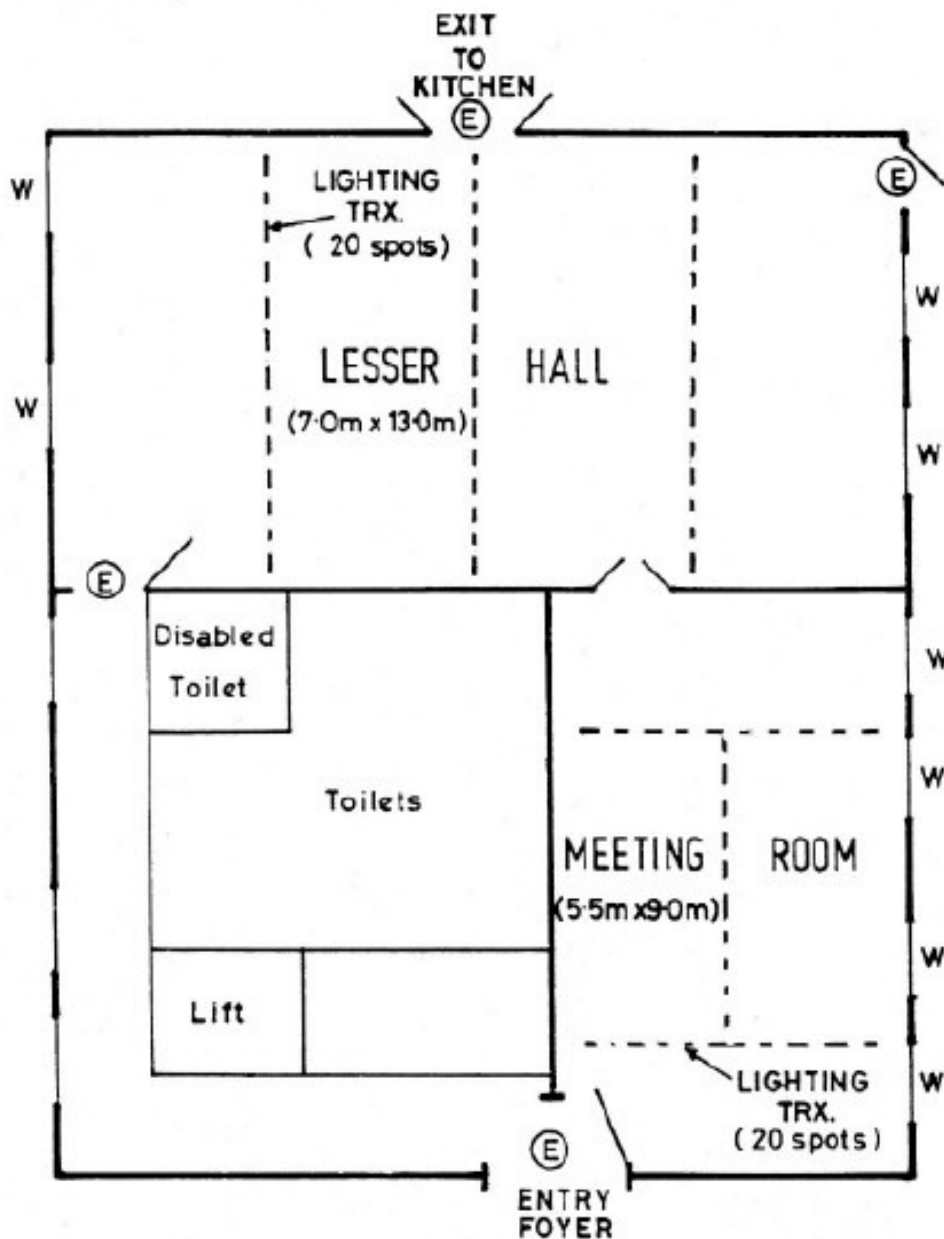 EXIT
TO
KITCHEN
E
E
W
LIGHTING
TRX.
( 20 spots)
W
LESSER HALL
W
(7·0m x 13·0m)
W
E
Disabled
Toilet
W
W
Toilets
MEETING ROOM
(5·5m x 9·0m)
W
Lift
LIGHTING
TRX.
( 20 spots)
W
E
ENTRY
FOYER